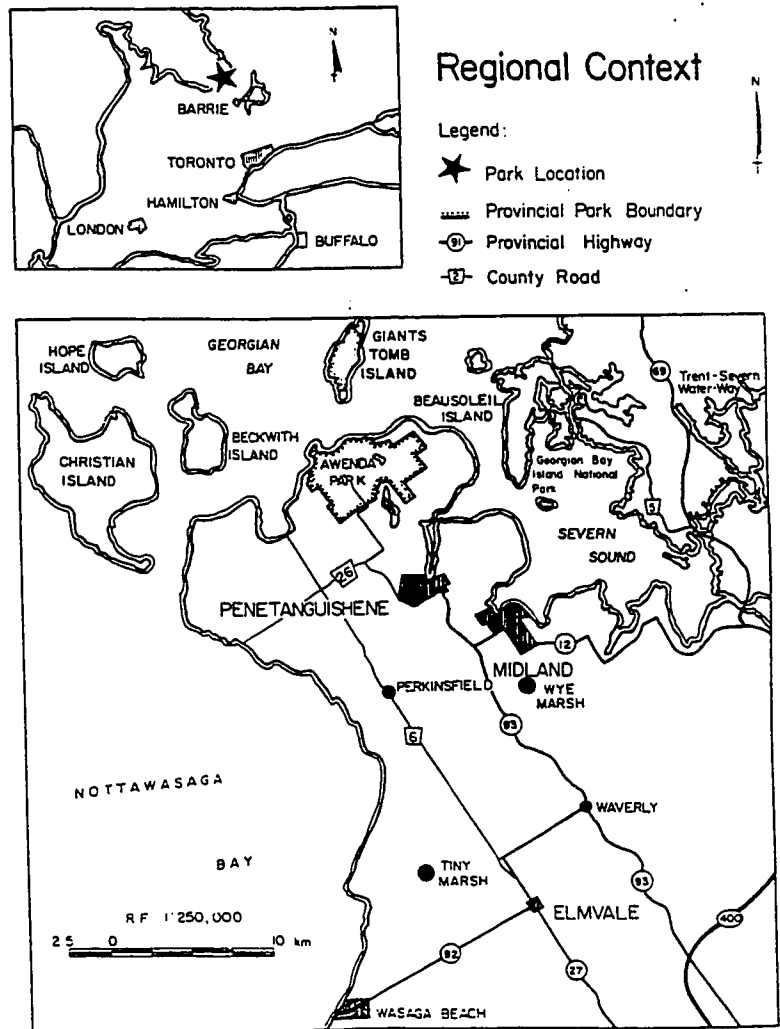 N
BARRIE
TORONTO
HAMILTON
LONDON
BUFFALO
Regional Context
N
Legend:
Park Location
Provincial Park Boundary
91 Provincial Highway
2 County Road
HOPE
ISLAND
GEORGIAN
BAY
GIANTS
TOMB
ISLAND
BEAUSOLEIL
ISLAND
69
Trent-Severn
Water-Way
CHRISTIAN
ISLAND
BECKWITH
ISLAND
AWENDA
PARK
Georgian Bay
Island National
Park
5
SEVERN
SOUND
26
PENETANGUISHENE
12
MIDLAND
PERKINSFIELD
WYE
MARSH
6
93
NOTTAWASAGA
BAY
WAVERLY
TINY
MARSH
93
ELMVALE
400
RF 1:250,000
2.5 0 10 km
92
27
WASAGA BEACH